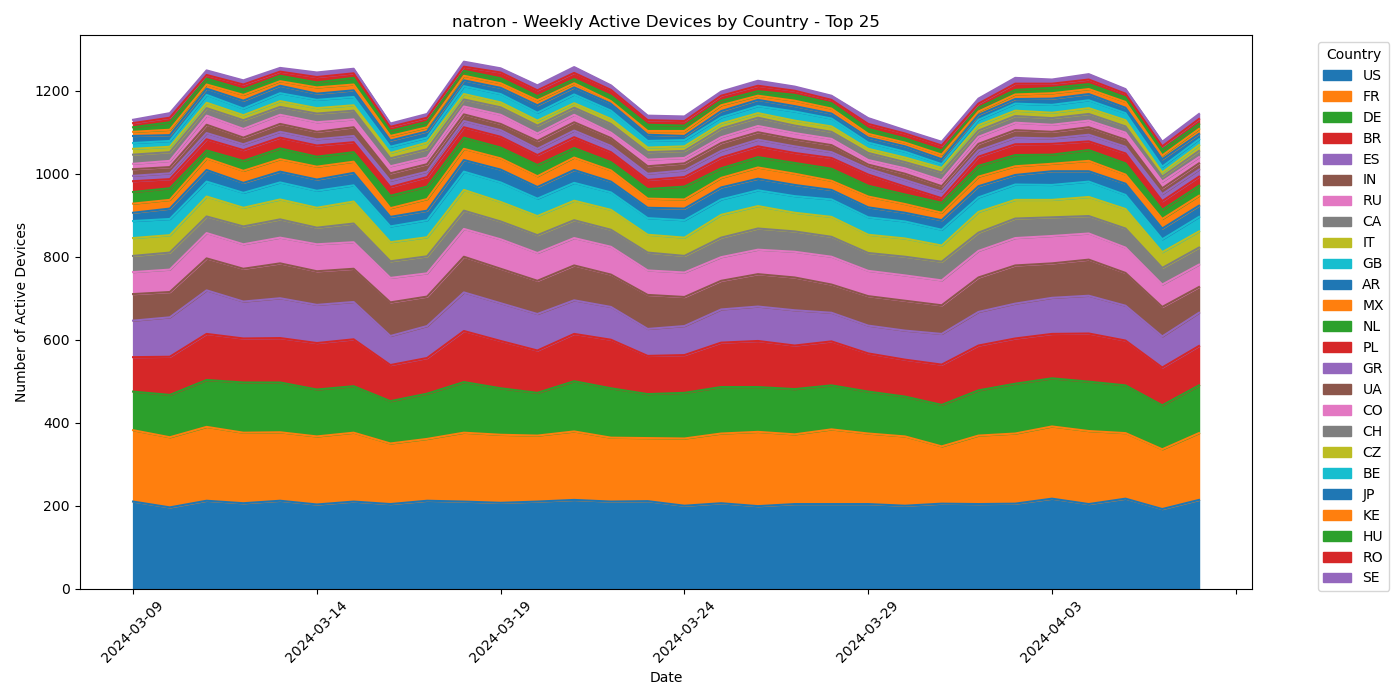 natron - Weekly Active Devices by Country - Top 25
Number of Active Devices
1200
1000
800
600
400
200
0
2024-03-09
2024-03-14
2024-03-19
2024-03-24
2024-03-29
2024-04-03
Date
Country
US
FR
DE
BR
ES
IN
RU
CA
IT
GB
AR
MX
NL
PL
GR
UA
CO
CH
CZ
BE
JP
KE
HU
RO
SE